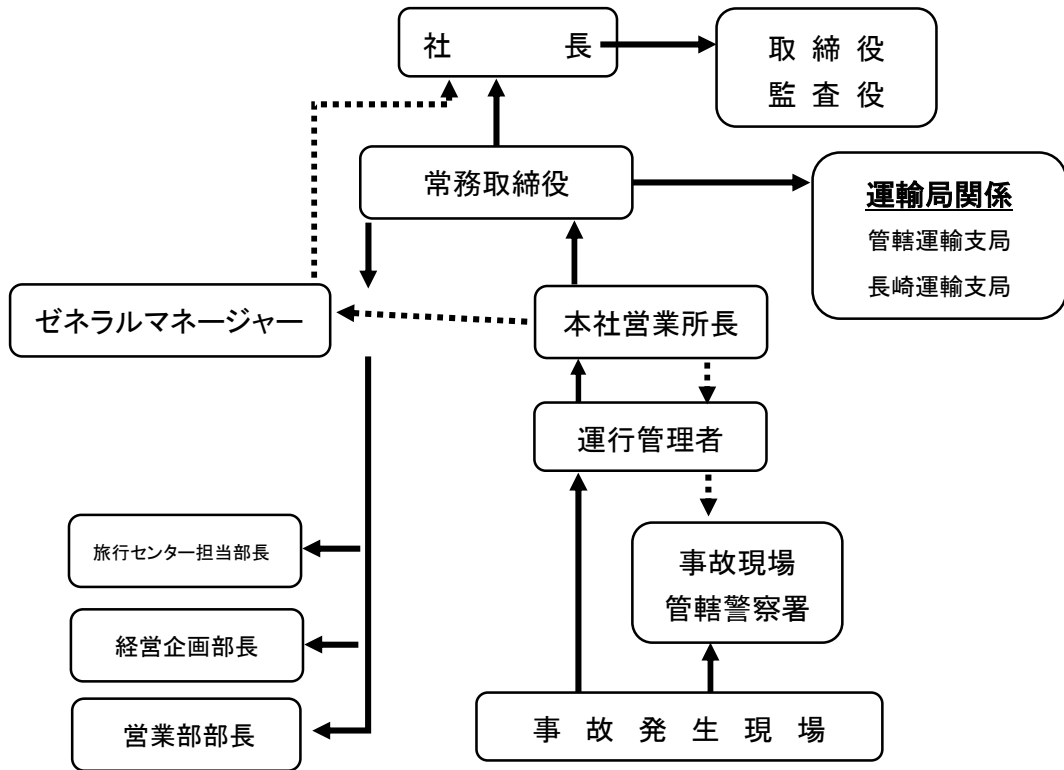 社　　　長
取 締 役
監 査 役
常務取締役
運輸局関係
管轄運輸支局
長崎運輸支局
ゼネラルマネージャー
本社営業所長
運行管理者
旅行センター担当部長
事故現場
管轄警察署
経営企画部長
営業部部長
事 故 発 生 現 場